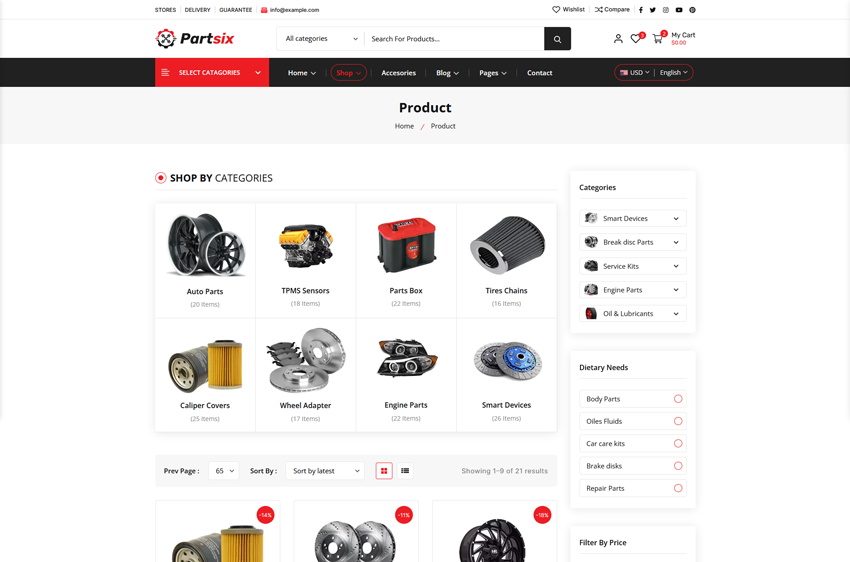 STORES DELIVERY GUARANTEE info@example.com Wishlist Compare
Partsix All categories Search For Products... 3 2 My Cart
$0.00
SELECT CATAGORIES Home Shop Accesories Blog Pages Contact USD English
Product
Home / Product
SHOP BY CATEGORIES
Auto Parts
(20 Items)
TPMS Sensors
(18 Items)
Parts Box
(22 Items)
Tires Chains
(16 Items)
Caliper Covers
(25 Items)
Wheel Adapter
(17 Items)
Engine Parts
(22 Items)
Smart Devices
(26 Items)
Prev Page : 65 Sort By : Sort by latest Showing 1-9 of 21 results
-14%
-11%
-18%
Categories
Smart Devices
Break disc Parts
Service Kits
Engine Parts
Oil & Lubricants
Dietary Needs
Body Parts
Oiles Fluids
Car care kits
Brake disks
Repair Parts
Filter By Price